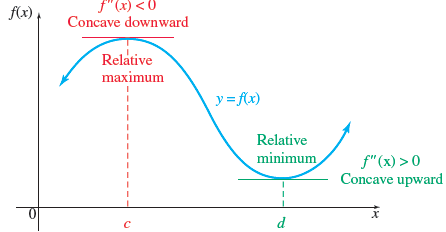 f"(x) < 0
f(x)
Concave downward
Relative
maximum
y = f(x)
Relative
minimum
f"(x) > 0
Concave upward
0
c
d
x